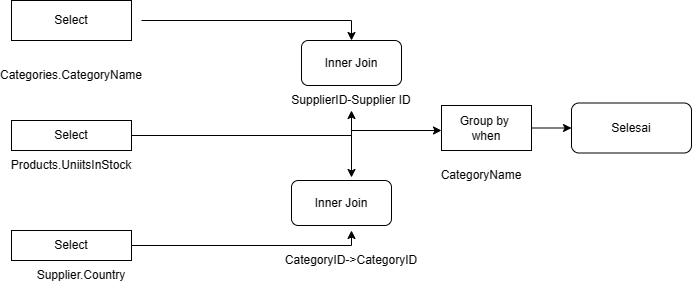 Select
Categories.CategoryName
Inner Join
SupplierID-Supplier ID
Select
Products.UniitsInStock
Group by
when
CategoryName
Selesai
Inner Join
CategoryID->CategoryID
Select
Supplier.Country